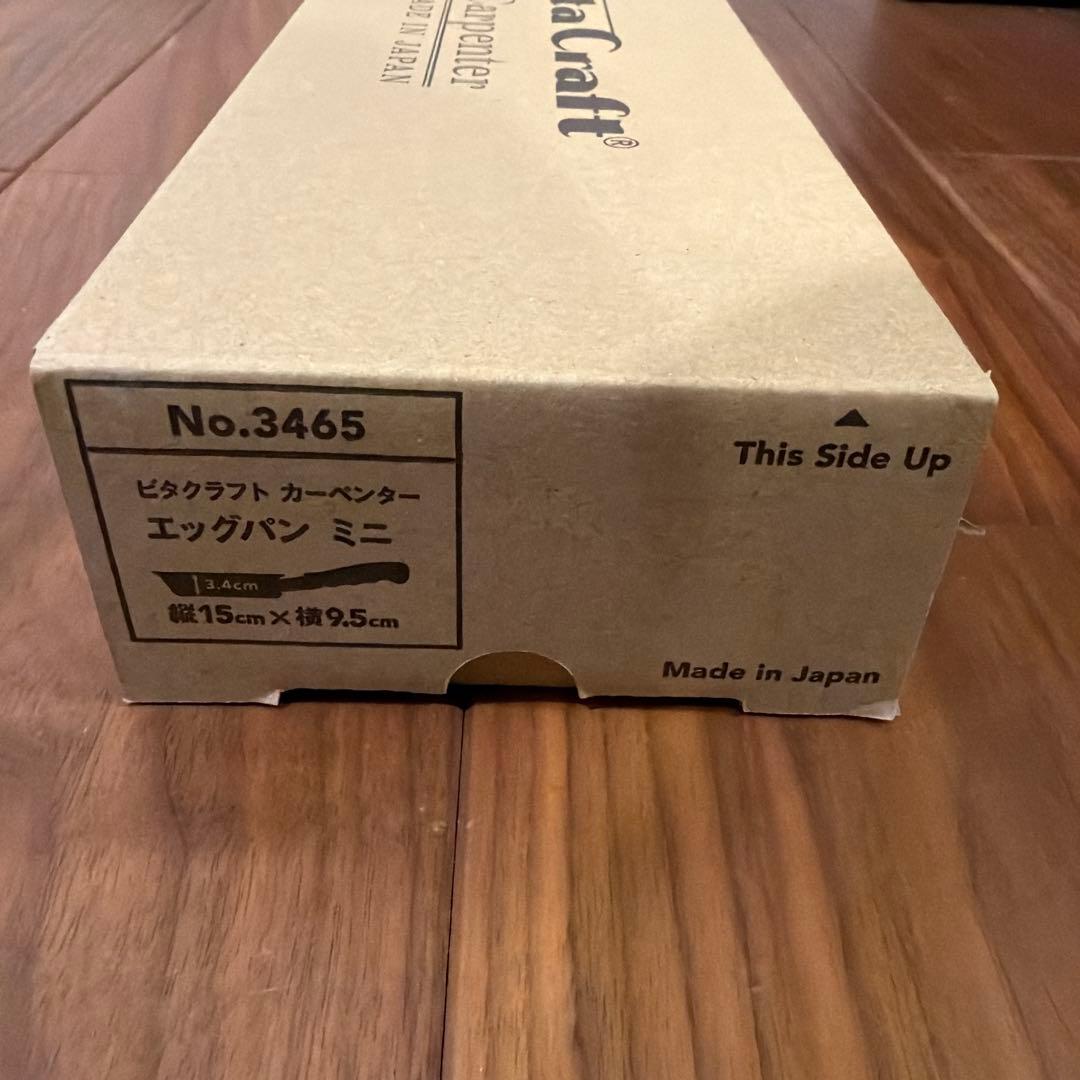 ta Craft®
Carpenter
ADE IN JAPAN
No.3465
ビタクラフト カーペンター
エッグパン ミニ
3.4cm
縦15cm×横9.5cm
This Side Up
Made in Japan